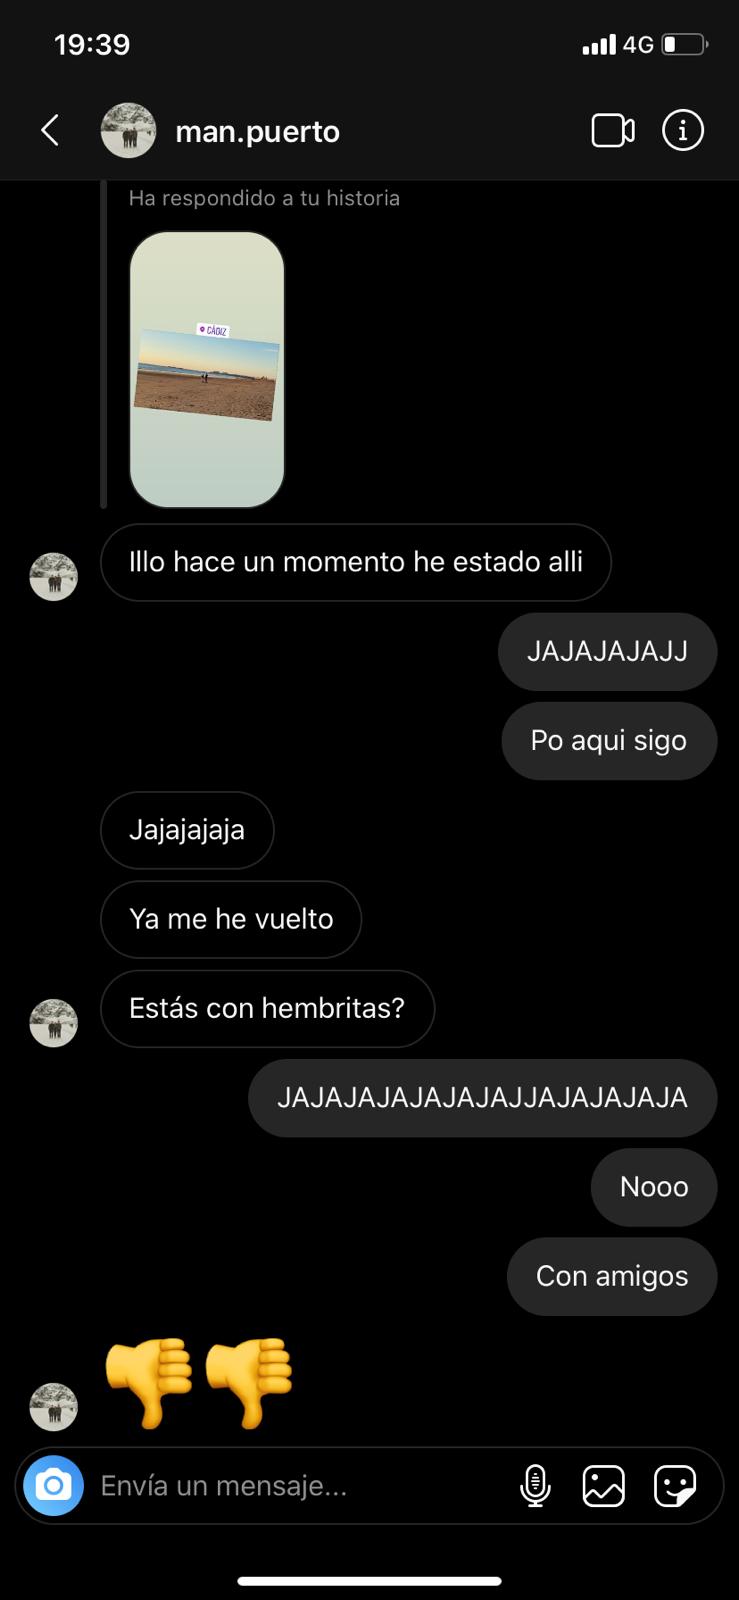 19:39
4G
man.puerto
Ha respondido a tu historia
CÁDIZ
Illo hace un momento he estado alli
JAJAJAJAJJ
Po aqui sigo
Jajajajaja
Ya me he vuelto
Estás con hembritas?
JAJAJAJAJAJAJAJJAJAJAJAJA
Nooo
Con amigos
Envía un mensaje...